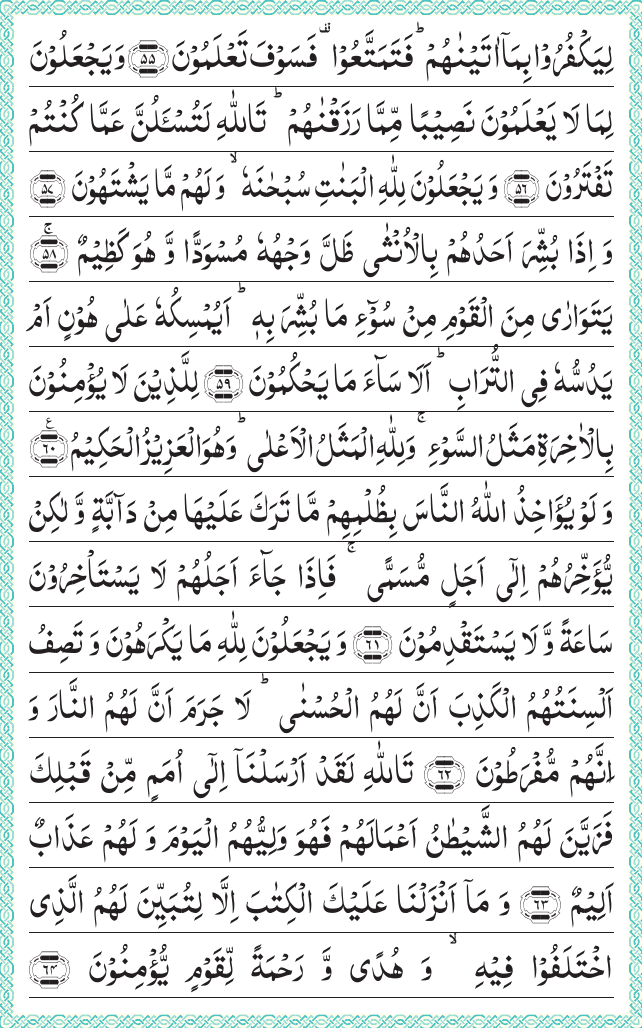 لِيَكْفُرُوْا بِمَاۤ اٰتَيْنٰهُمْ ؕ فَتَمَتَّعُوْا ۥ فَسَوْفَ تَعْلَمُوْنَ ﴿۵۵﴾ وَ يَجْعَلُوْنَ
لِمَا لَا يَعْلَمُوْنَ نَصِيْبًا مِّمَّا رَزَقْنٰهُمْ ؕ تَاللّٰهِ لَتُسْـَٔلُنَّ عَمَّا كُنْتُمْ
تَفْتَرُوْنَ ﴿۵۶﴾ وَ يَجْعَلُوْنَ لِلّٰهِ الْبَنٰتِ سُبْحٰنَهٗ ۙ وَ لَهُمْ مَّا يَشْتَهُوْنَ ﴿۵۷﴾
وَ اِذَا بُشِّرَ اَحَدُهُمْ بِالْاُنْثٰى ظَلَّ وَجْهُهٗ مُسْوَدًّا وَّ هُوَ كَظِيْمٌ ۚ﴿۵۸﴾
يَتَوَارٰى مِنَ الْقَوْمِ مِنْ سُوْٓءِ مَا بُشِّرَ بِهٖ ؕ اَيُمْسِكُهٗ عَلٰى هُوْنٍ اَمْ
يَدُسُّهٗ فِى التُّرَابِ ؕ اَلَا سَآءَ مَا يَحْكُمُوْنَ ﴿۵۹﴾ لِلَّذِيْنَ لَا يُؤْمِنُوْنَ
بِالْاٰخِرَةِ مَثَلُ السَّوْءِ ۚ وَ لِلّٰهِ الْمَثَلُ الْاَعْلٰى ؕ وَ هُوَ الْعَزِيْزُ الْحَكِيْمُ ﴿۶۰﴾ ع
وَ لَوْ يُؤَاخِذُ اللّٰهُ النَّاسَ بِظُلْمِهِمْ مَّا تَرَكَ عَلَيْهَا مِنْ دَآبَّةٍ وَّ لٰكِنْ
يُّؤَخِّرُهُمْ اِلٰٓى اَجَلٍ مُّسَمًّى ۚ فَاِذَا جَآءَ اَجَلُهُمْ لَا يَسْتَاْخِرُوْنَ
سَاعَةً وَّ لَا يَسْتَقْدِمُوْنَ ﴿۶۱﴾ وَ يَجْعَلُوْنَ لِلّٰهِ مَا يَكْرَهُوْنَ وَ تَصِفُ
اَلْسِنَتُهُمُ الْكَذِبَ اَنَّ لَهُمُ الْحُسْنٰى ؕ لَا جَرَمَ اَنَّ لَهُمُ النَّارَ وَ
اَنَّهُمْ مُّفْرَطُوْنَ ﴿۶۲﴾ تَاللّٰهِ لَقَدْ اَرْسَلْنَاۤ اِلٰٓى اُمَمٍ مِّنْ قَبْلِكَ
فَزَيَّنَ لَهُمُ الشَّيْطٰنُ اَعْمَالَهُمْ فَهُوَ وَلِيُّهُمُ الْيَوْمَ وَ لَهُمْ عَذَابٌ
اَلِيْمٌ ﴿۶۳﴾ وَ مَاۤ اَنْزَلْنَا عَلَيْكَ الْكِتٰبَ اِلَّا لِتُبَيِّنَ لَهُمُ الَّذِى
اخْتَلَفُوْا فِيْهِ ۙ وَ هُدًى وَّ رَحْمَةً لِّقَوْمٍ يُّؤْمِنُوْنَ ﴿۶۴﴾